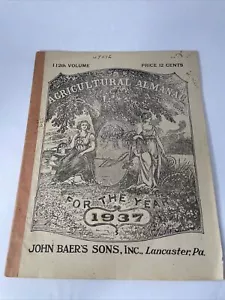 112th VOLUME PRICE 12 CENTS
AGRICULTURAL ALMANAC
FOR THE YEAR
1937
JOHN BAER'S SONS, INC., Lancaster, Pa.